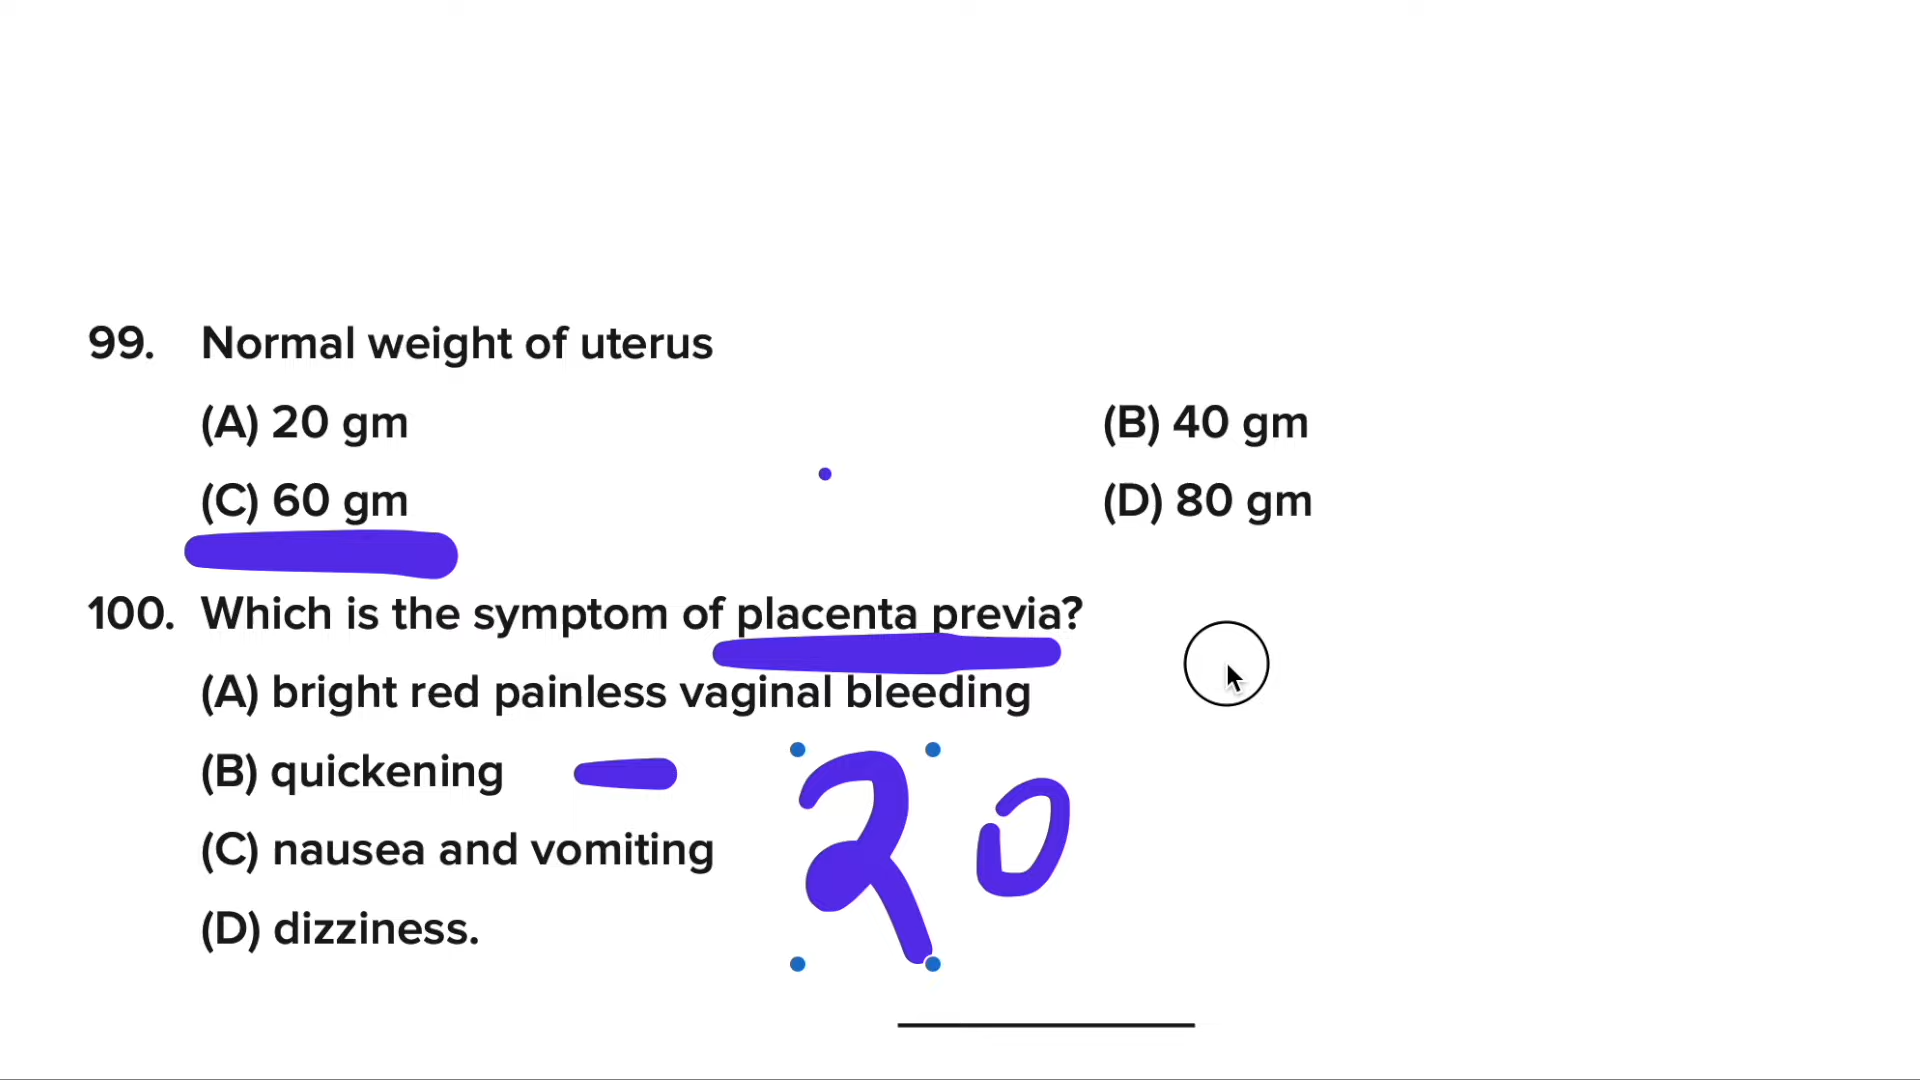 99. Normal weight of uterus
(A) 20 gm (B) 40 gm
(C) 60 gm (D) 80 gm
100. Which is the symptom of placenta previa?
(A) bright red painless vaginal bleeding
(B) quickening
(C) nausea and vomiting
20
(D) dizziness.